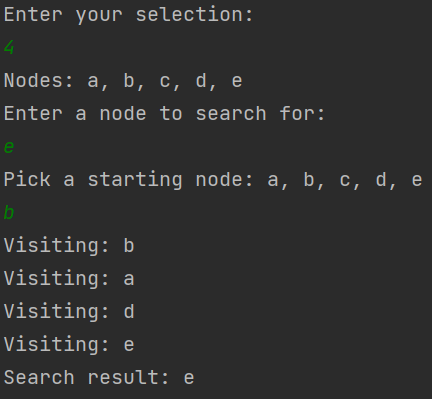 Enter your selection:
4
Nodes: a, b, c, d, e
Enter a node to search for:
e
Pick a starting node: a, b, c, d, e
b
Visiting: b
Visiting: a
Visiting: d
Visiting: e
Search result: e